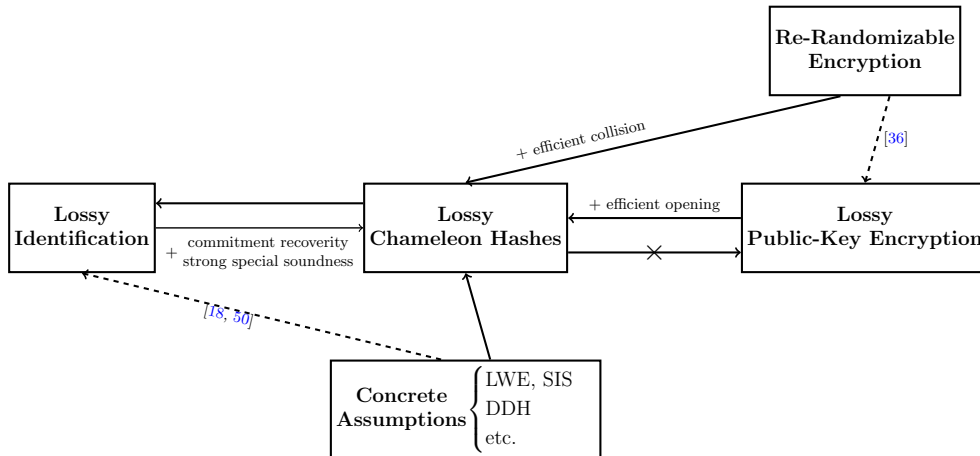 Re-Randomizable
Encryption
+ efficient collision
[36]
Lossy
Identification
Lossy
Chameleon Hashes
+ efficient opening
Lossy
Public-Key Encryption
+ commitment recoverity
strong special soundness
[18, 50]
Concrete
Assumptions
LWE, SIS
DDH
etc.